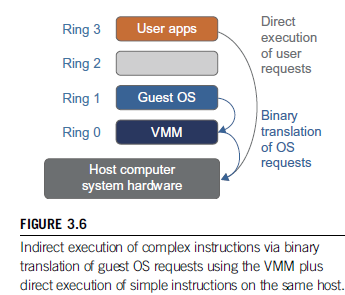 Ring 3
User apps
Direct
execution
of user
requests
Ring 2
Ring 1
Guest OS
Ring 0
VMM
Binary
translation
of OS
requests
Host computer
system hardware
FIGURE 3.6
Indirect execution of complex instructions via binary
translation of guest OS requests using the VMM plus
direct execution of simple instructions on the same host.